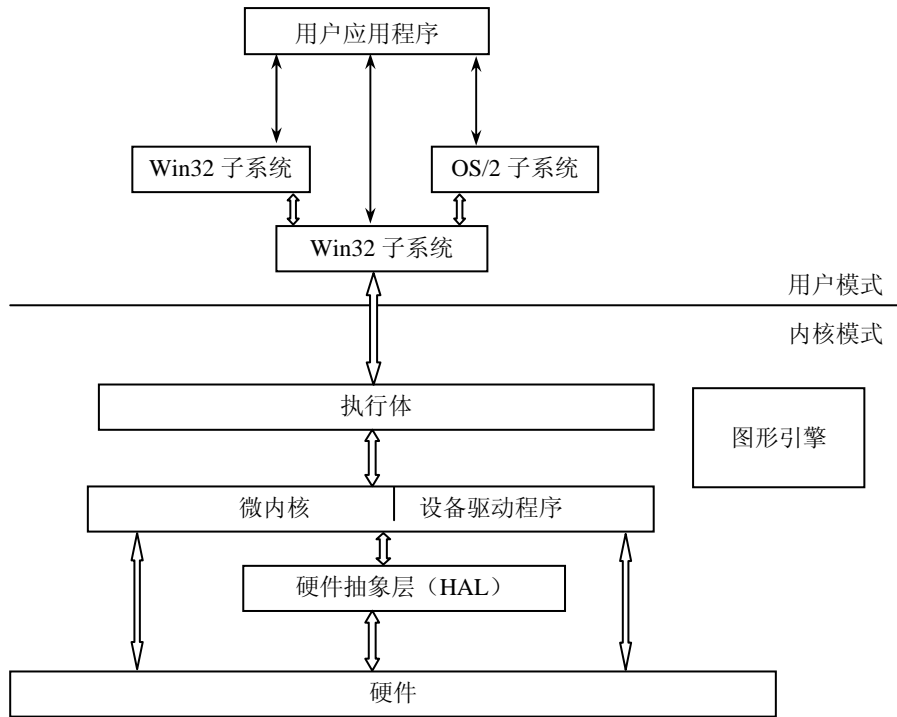 用户应用程序
Win32 子系统
OS/2 子系统
Win32 子系统
用户模式
内核模式
执行体
图形引擎
微内核
设备驱动程序
硬件抽象层（HAL）
硬件